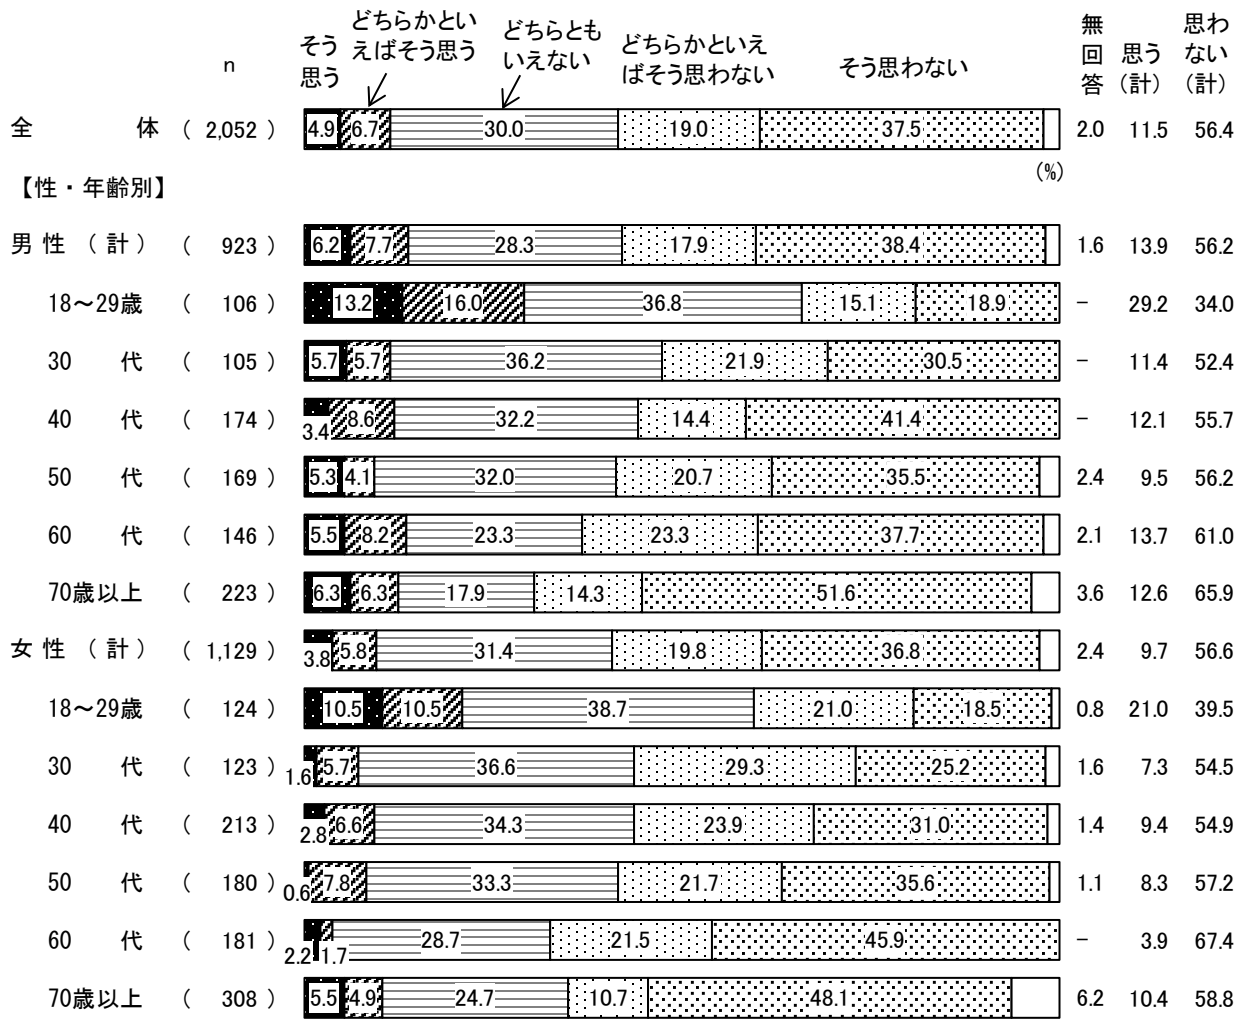 n
そう
思う
どちらかとい
えばそう思う
どちらとも
いえない
どちらかといえ
ばそう思わない
そう思わない
無
回
答
思う
（計）
思わ
ない
（計）
全体 ( 2,052 ) 4.9 6.7 30.0 19.0 37.5 2.0 11.5 56.4
(%)
【性・年齢別】
男性（計） ( 923 ) 6.2 7.7 28.3 17.9 38.4 1.6 13.9 56.2
18～29歳 ( 106 ) 13.2 16.0 36.8 15.1 18.9 － 29.2 34.0
30代 ( 105 ) 5.7 5.7 36.2 21.9 30.5 － 11.4 52.4
40代 ( 174 ) 3.4 8.6 32.2 14.4 41.4 － 12.1 55.7
50代 ( 169 ) 5.3 4.1 32.0 20.7 35.5 2.4 9.5 56.2
60代 ( 146 ) 5.5 8.2 23.3 23.3 37.7 2.1 13.7 61.0
70歳以上 ( 223 ) 6.3 6.3 17.9 14.3 51.6 3.6 12.6 65.9
女性（計） ( 1,129 ) 3.8 5.8 31.4 19.8 36.8 2.4 9.7 56.6
18～29歳 ( 124 ) 10.5 10.5 38.7 21.0 18.5 0.8 21.0 39.5
30代 ( 123 ) 1.6 5.7 36.6 29.3 25.2 1.6 7.3 54.5
40代 ( 213 ) 2.8 6.6 34.3 23.9 31.0 1.4 9.4 54.9
50代 ( 180 ) 0.6 7.8 33.3 21.7 35.6 1.1 8.3 57.2
60代 ( 181 ) 2.2 1.7 28.7 21.5 45.9 － 3.9 67.4
70歳以上 ( 308 ) 5.5 4.9 24.7 10.7 48.1 6.2 10.4 58.8